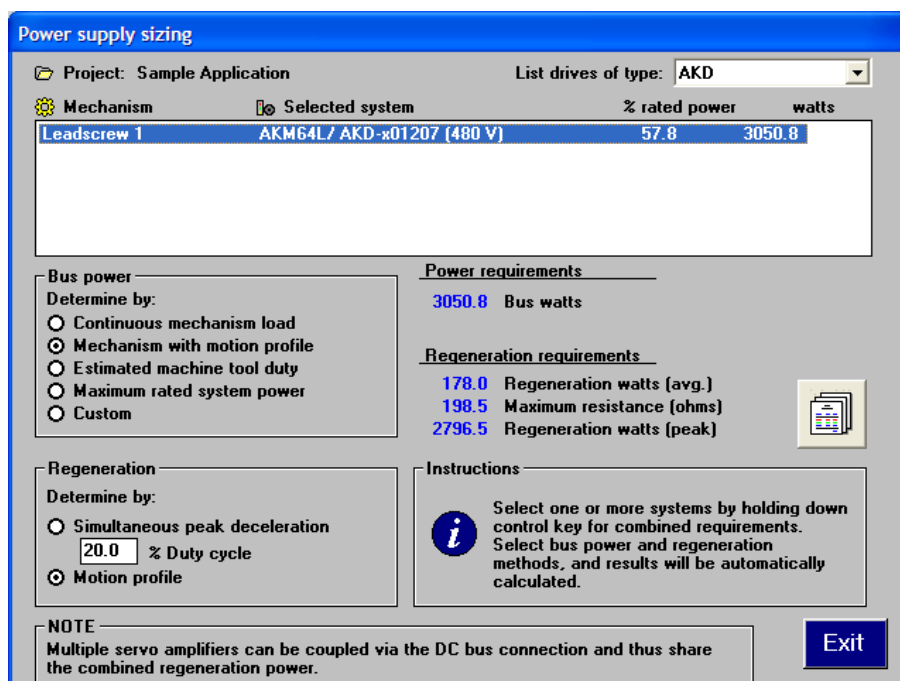 Power supply sizing
Project: Sample Application
List drives of type: AKD
Mechanism Selected system % rated power watts
Leadscrew 1 AKM64L/ AKD-x01207 (480 V) 57.8 3050.8
Bus power
Determine by:
Continuous mechanism load
Mechanism with motion profile
Estimated machine tool duty
Maximum rated system power
Custom
Power requirements
3050.8 Bus watts
Regeneration requirements
178.0 Regeneration watts (avg.)
198.5 Maximum resistance (ohms)
2796.5 Regeneration watts (peak)
Regeneration
Determine by:
Simultaneous peak deceleration
20.0 % Duty cycle
Motion profile
Instructions
Select one or more systems by holding down
control key for combined requirements.
Select bus power and regeneration
methods, and results will be automatically
calculated.
NOTE
Multiple servo amplifiers can be coupled via the DC bus connection and thus share
the combined regeneration power.
Exit